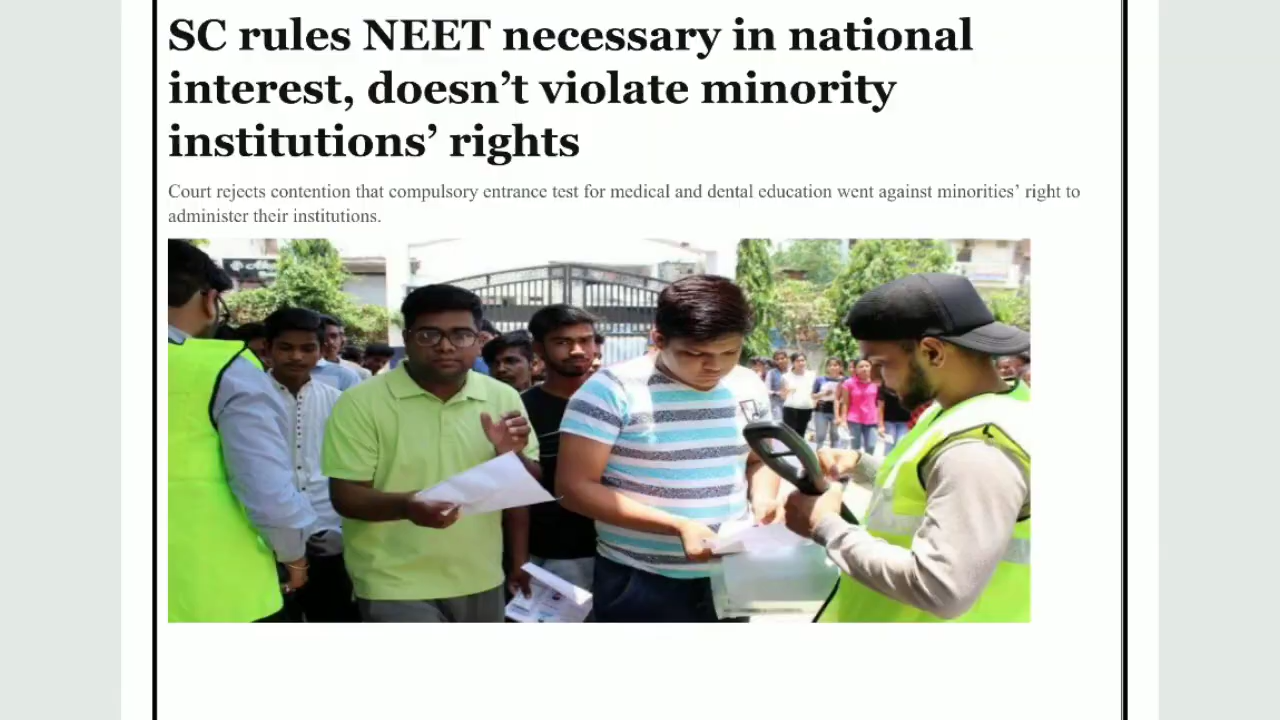 SC rules NEET necessary in national
interest, doesn’t violate minority
institutions’ rights
Court rejects contention that compulsory entrance test for medical and dental education went against minorities’ right to
administer their institutions.